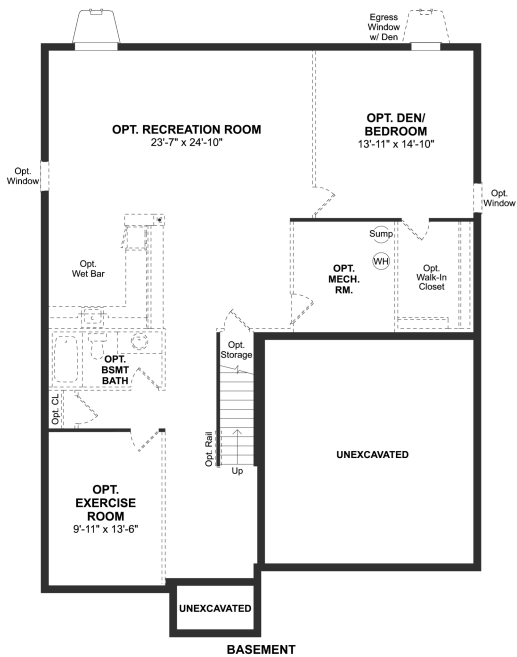 Egress
Window
w/ Den
OPT. RECREATION ROOM
23'-7" x 24'-10"
OPT. DEN/
BEDROOM
13'-11" x 14'-10"
Opt.
Window
Opt.
Window
Sump
WH
Opt.
Wet Bar
OPT.
MECH.
RM.
Opt.
Walk-In
Closet
Opt.
Storage
OPT.
BSMT
BATH
Opt. CL
Opt. Rail
Up
UNEXCAVATED
OPT.
EXERCISE
ROOM
9'-11" x 13'-6"
UNEXCAVATED
BASEMENT